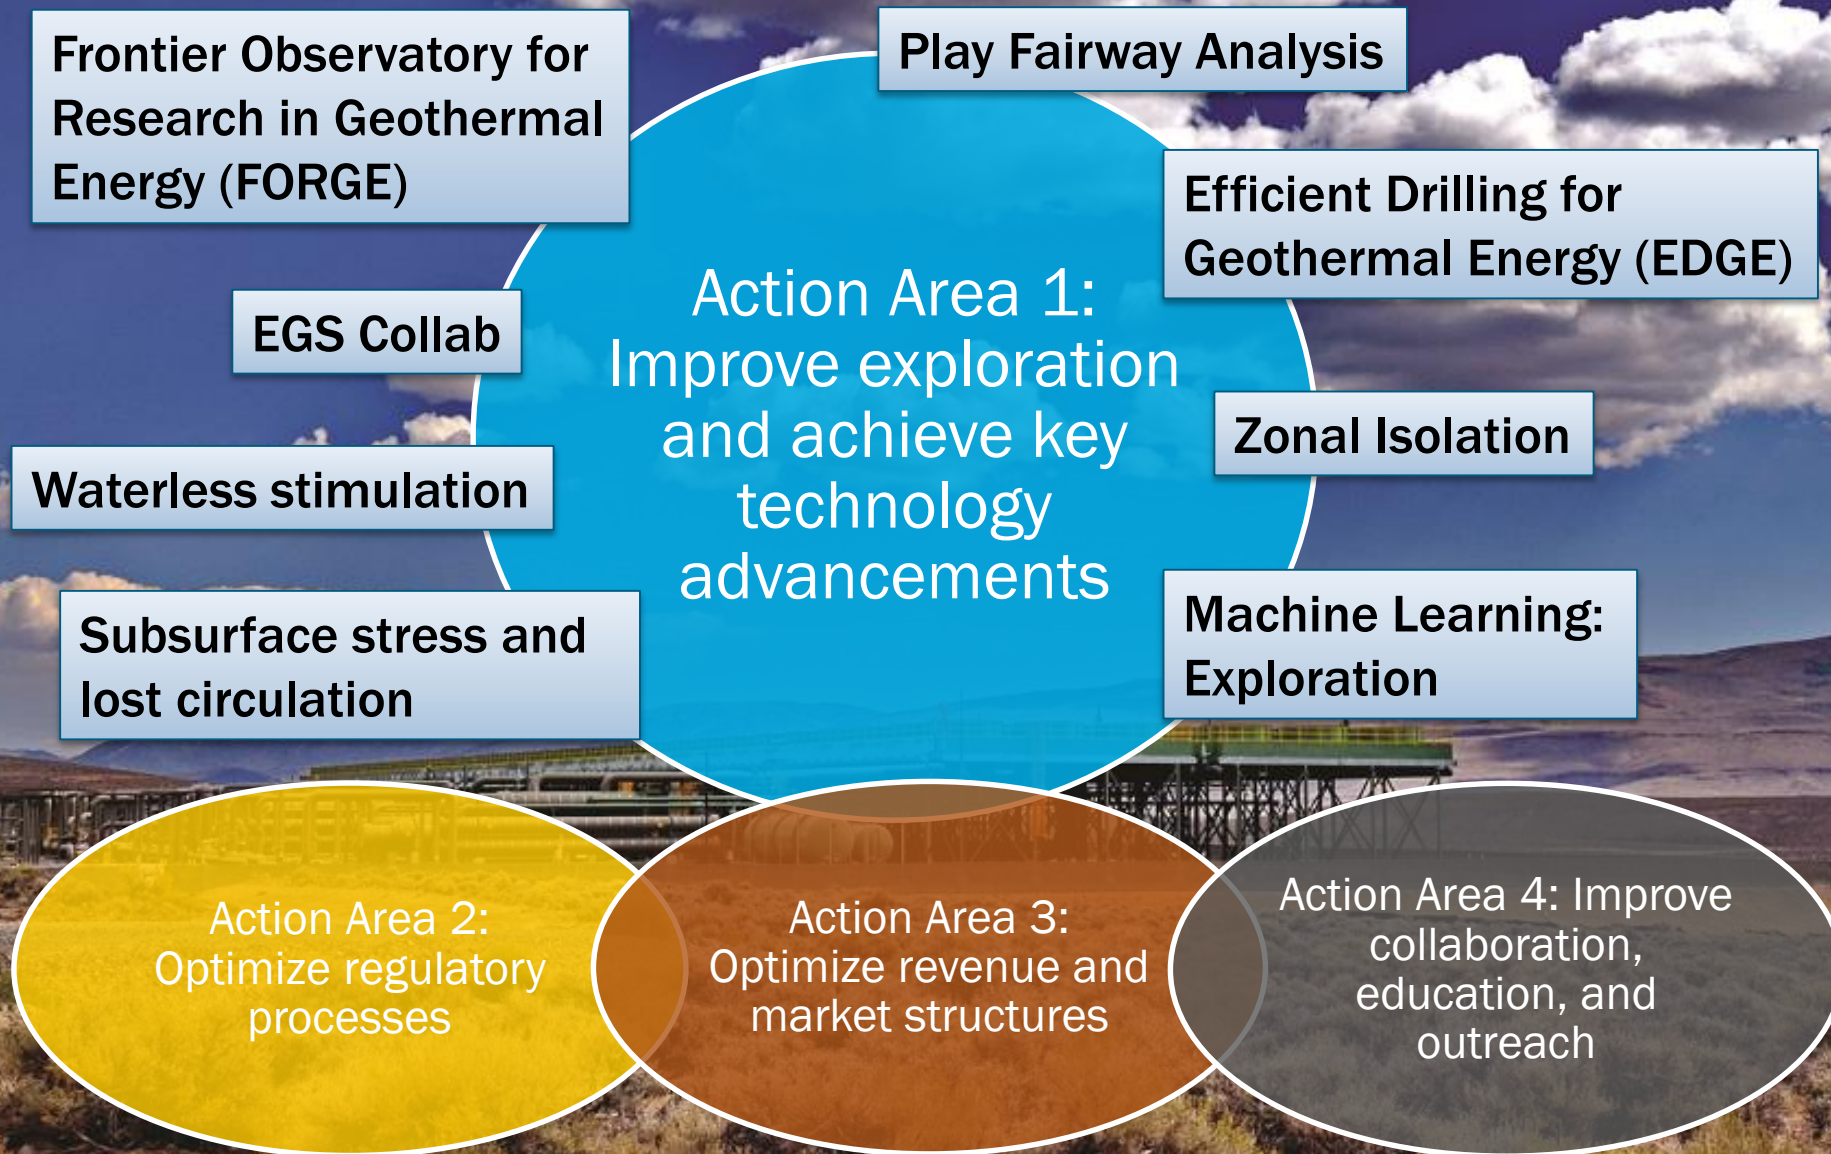 Frontier Observatory for
Research in Geothermal
Energy (FORGE)
Play Fairway Analysis
Efficient Drilling for
Geothermal Energy (EDGE)
EGS Collab
Action Area 1:
Improve exploration
and achieve key
technology
advancements
Zonal Isolation
Waterless stimulation
Subsurface stress and
lost circulation
Machine Learning:
Exploration
Action Area 2:
Optimize regulatory
processes
Action Area 3:
Optimize revenue and
market structures
Action Area 4: Improve
collaboration,
education, and
outreach